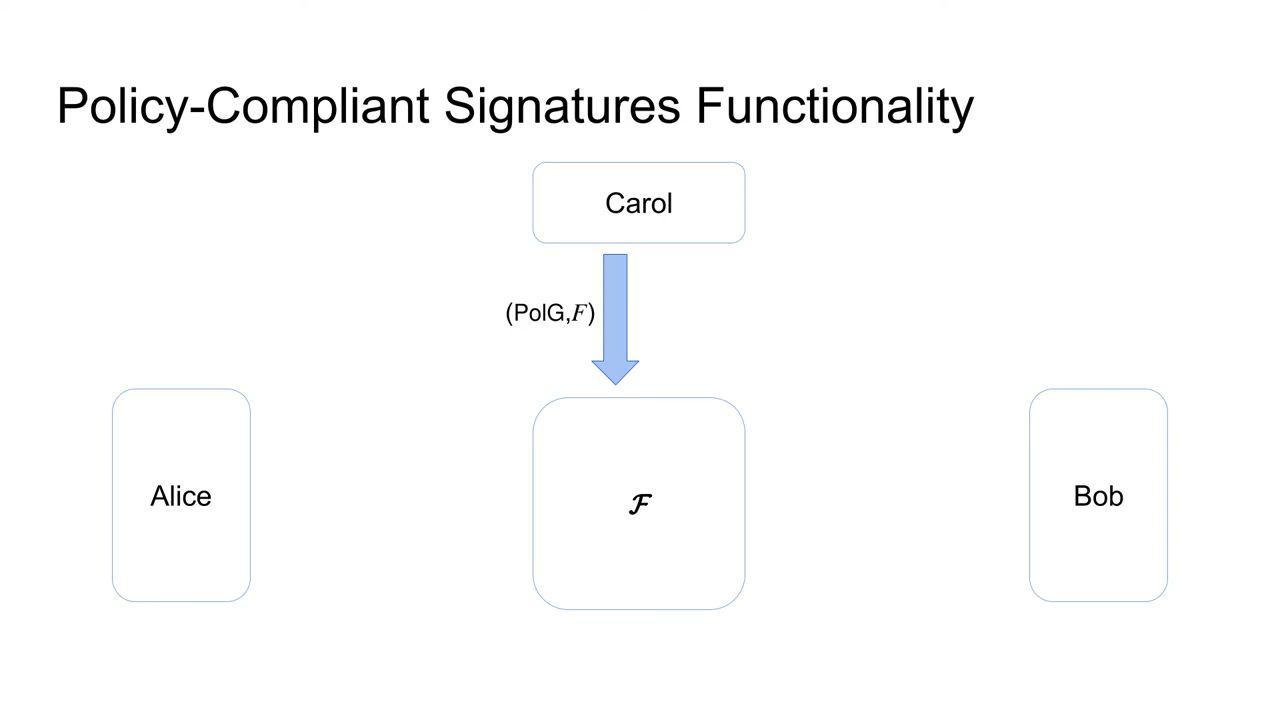 Policy-Compliant Signatures Functionality
Carol
(PolG,F)
Alice
ℱ
Bob